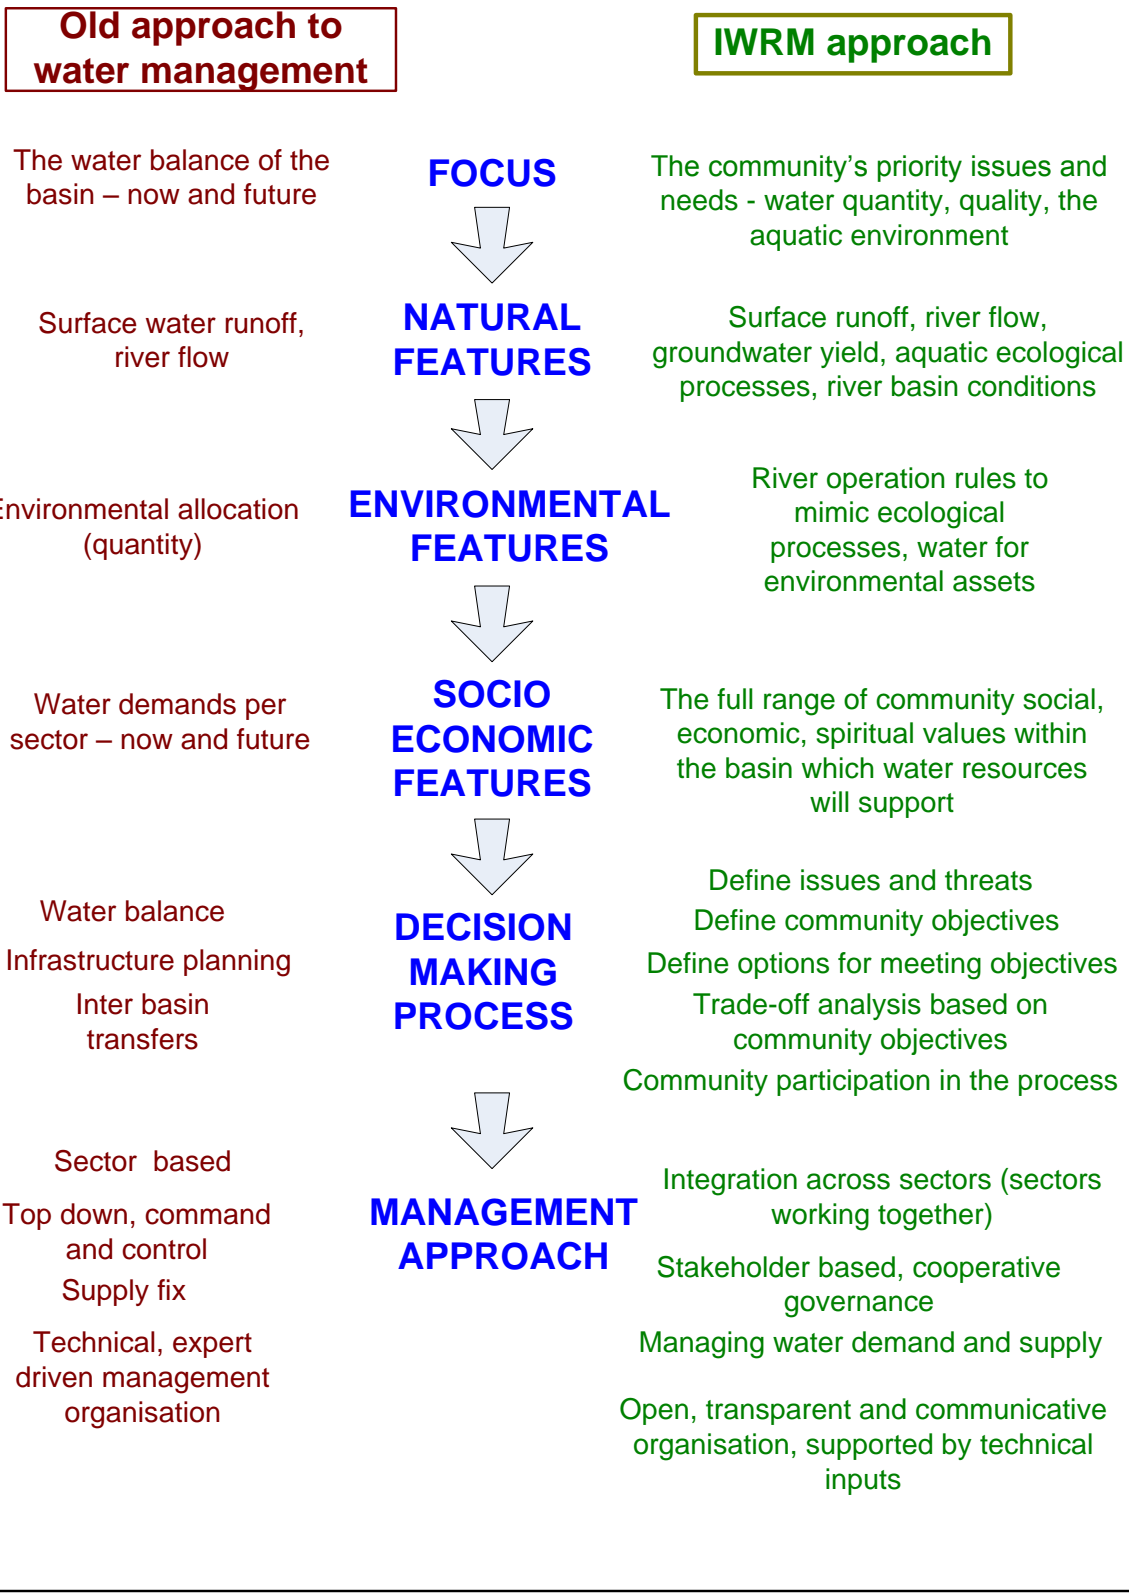 Old approach to
water management
IWRM approach
The water balance of the
basin – now and future
FOCUS
The community’s priority issues and
needs - water quantity, quality, the
aquatic environment
Surface water runoff,
river flow
NATURAL
FEATURES
Surface runoff, river flow,
groundwater yield, aquatic ecological
processes, river basin conditions
Environmental allocation
(quantity)
ENVIRONMENTAL
FEATURES
River operation rules to
mimic ecological
processes, water for
environmental assets
Water demands per
sector – now and future
SOCIO
ECONOMIC
FEATURES
The full range of community social,
economic, spiritual values within
the basin which water resources
will support
Water balance
Infrastructure planning
Inter basin
transfers
DECISION
MAKING
PROCESS
Define issues and threats
Define community objectives
Define options for meeting objectives
Trade-off analysis based on
community objectives
Community participation in the process
Sector  based
Top down, command
and control
Supply fix
Technical, expert
driven management
organisation
MANAGEMENT
APPROACH
Integration across sectors (sectors
working together)
Stakeholder based, cooperative
governance
Managing water demand and supply
Open, transparent and communicative
organisation, supported by technical
inputs